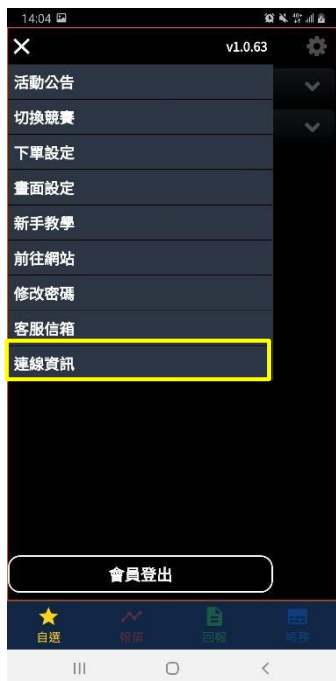 14:04
v1.0.63
活動公告
切換競賽
下單設定
畫面設定
新手教學
前往網站
修改密碼
客服信箱
連線資訊
會員登出
自選 報價 回報 帳務